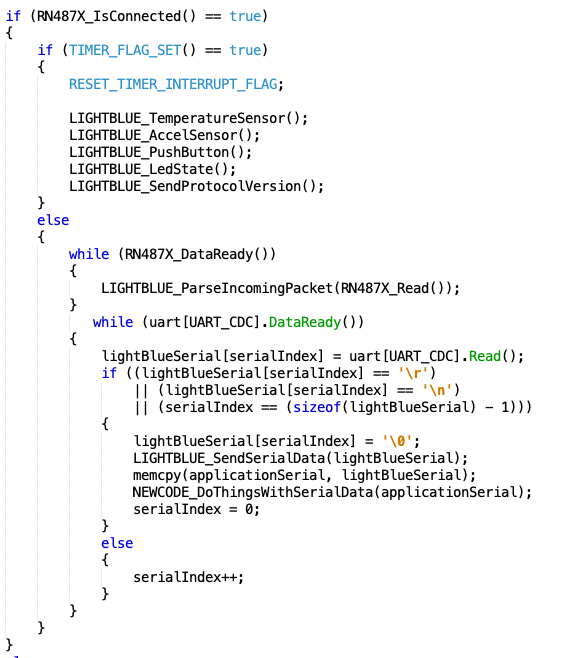 if (RN487X_IsConnected() == true)
{
    if (TIMER_FLAG_SET() == true)
    {
        RESET_TIMER_INTERRUPT_FLAG;

        LIGHTBLUE_TemperatureSensor();
        LIGHTBLUE_AccelSensor();
        LIGHTBLUE_PushButton();
        LIGHTBLUE_LedState();
        LIGHTBLUE_SendProtocolVersion();
    }
    else
    {
        while (RN487X_DataReady())
        {
            LIGHTBLUE_ParseIncomingPacket(RN487X_Read());
        }
           while (uart[UART_CDC].DataReady())
        {
            lightBlueSerial[serialIndex] = uart[UART_CDC].Read();
            if ((lightBlueSerial[serialIndex] == '\r')
                || (lightBlueSerial[serialIndex] == '\n')
                || (serialIndex == (sizeof(lightBlueSerial) - 1)))
            {
                lightBlueSerial[serialIndex] = '\0';
                LIGHTBLUE_SendSerialData(lightBlueSerial);
                memcpy(applicationSerial, lightBlueSerial);
                NEWCODE_DoThingsWithSerialData(applicationSerial);
                serialIndex = 0;
            }
            else
            {
                serialIndex++;
            }
        }
    }
}